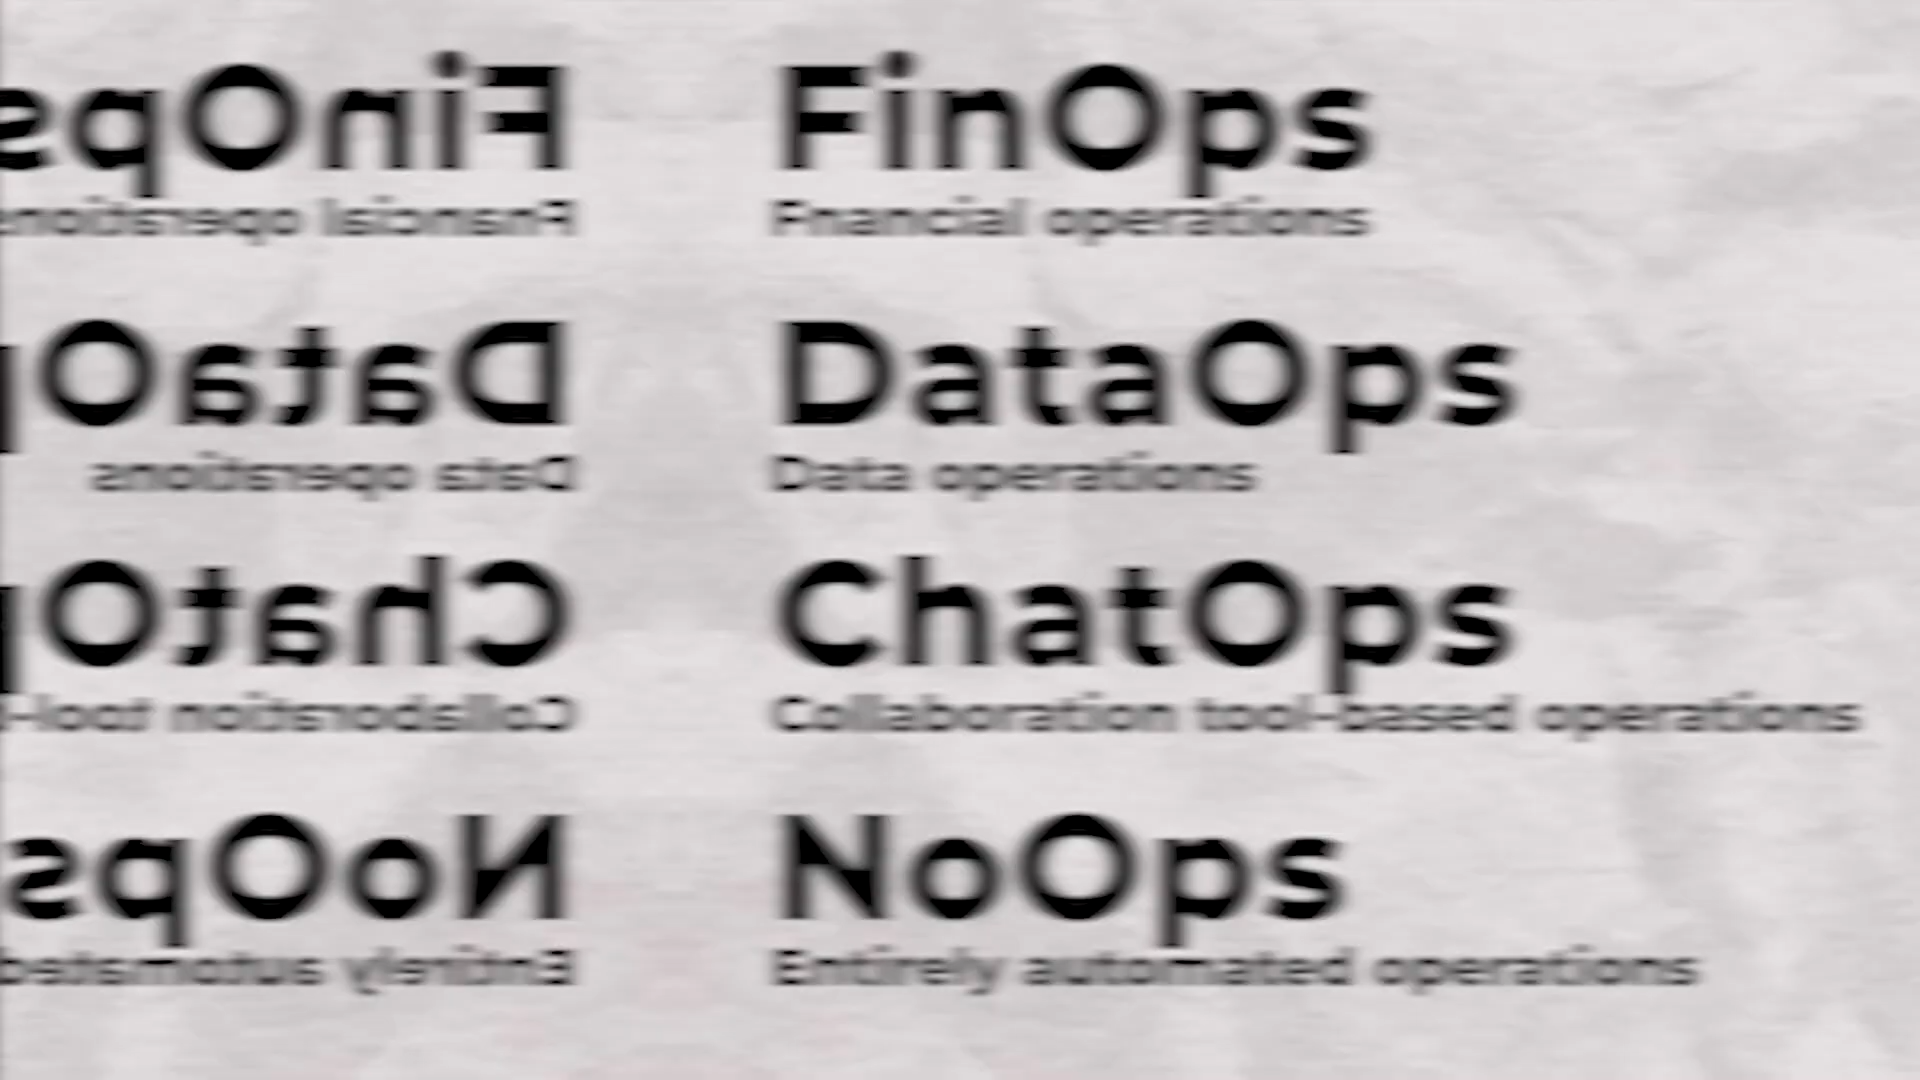 FinOps
Financial operations
DataOps
Data operations
ChatOps
Collaboration tool-based operations
NoOps
Entirely automated operations